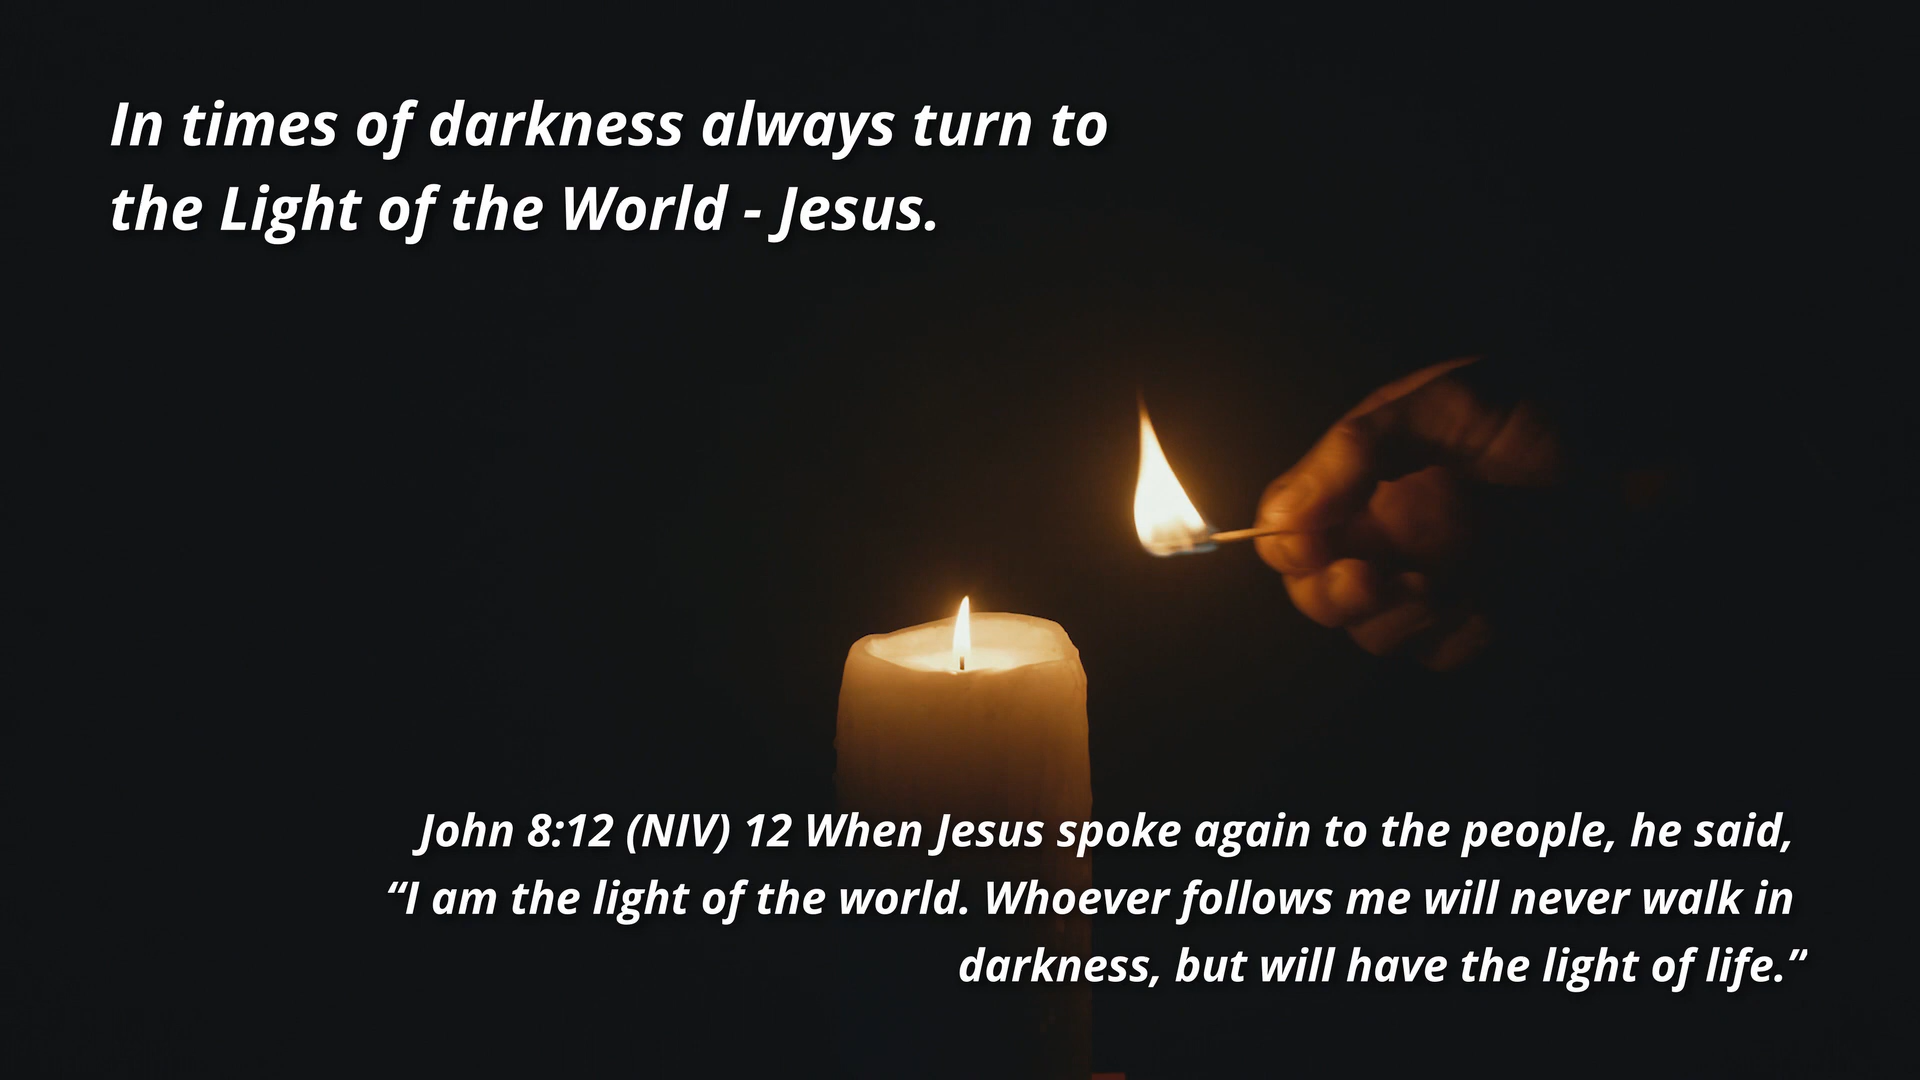 In times of darkness always turn to
the Light of the World - Jesus.
John 8:12 (NIV) 12 When Jesus spoke again to the people, he said,
“I am the light of the world. Whoever follows me will never walk in
darkness, but will have the light of life.”